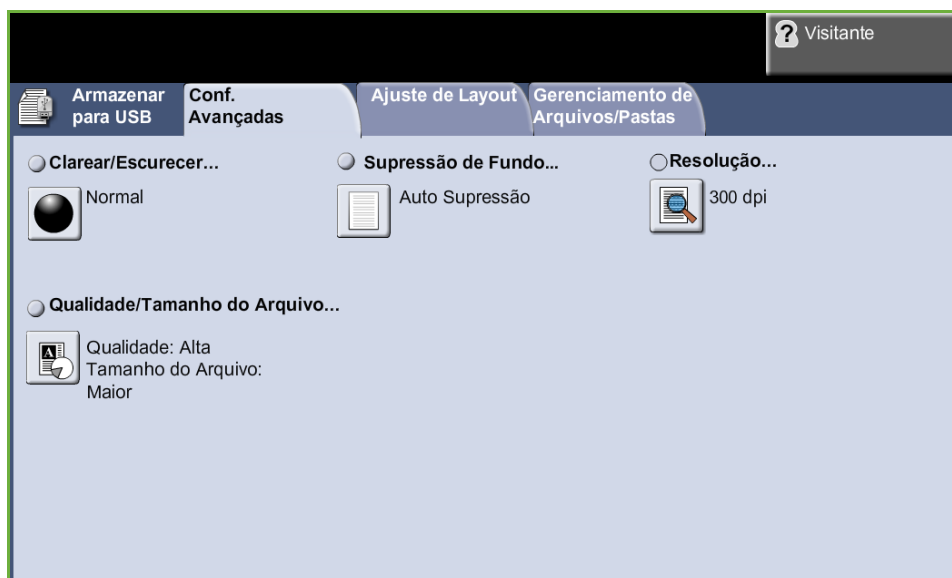 Visitante
Armazenar
para USB
Conf.
Avançadas
Ajuste de Layout
Gerenciamento de
Arquivos/Pastas
Clarear/Escurecer...
Normal
Supressão de Fundo...
Auto Supressão
Resolução...
300 dpi
Qualidade/Tamanho do Arquivo...
Qualidade: Alta
Tamanho do Arquivo:
Maior